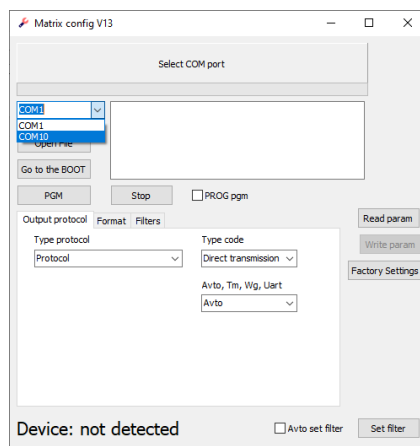 Matrix config V13
Select COM port
COM1
COM1
COM10
Open File
Go to the BOOT
PGM
Stop
PROG pgm
Output protocol
Format
Filters
Read param
Type protocol
Type code
Write param
Protocol
Direct transmission
Factory Settings
Avto, Tm, Wg, Uart
Avto
Device: not detected
Avto set filter
Set filter